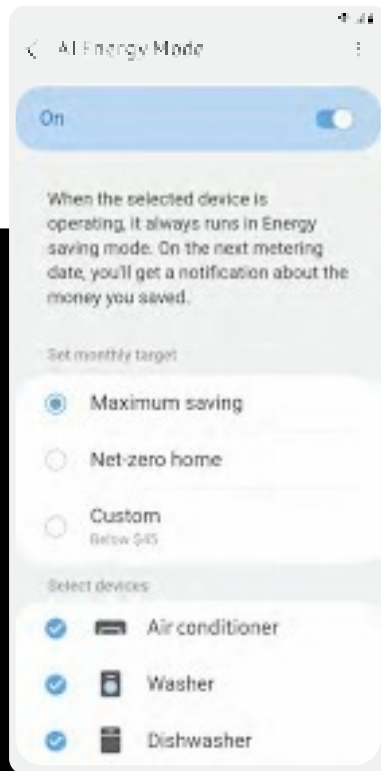 AI Energy Mode
On
When the selected device is
operating, it always runs in Energy
saving mode. On the next metering
date, you'll get a notification about the
money you saved.
Set monthly target
Maximum saving
Net-zero home
Custom
Below $45
Select devices
Air conditioner
Washer
Dishwasher